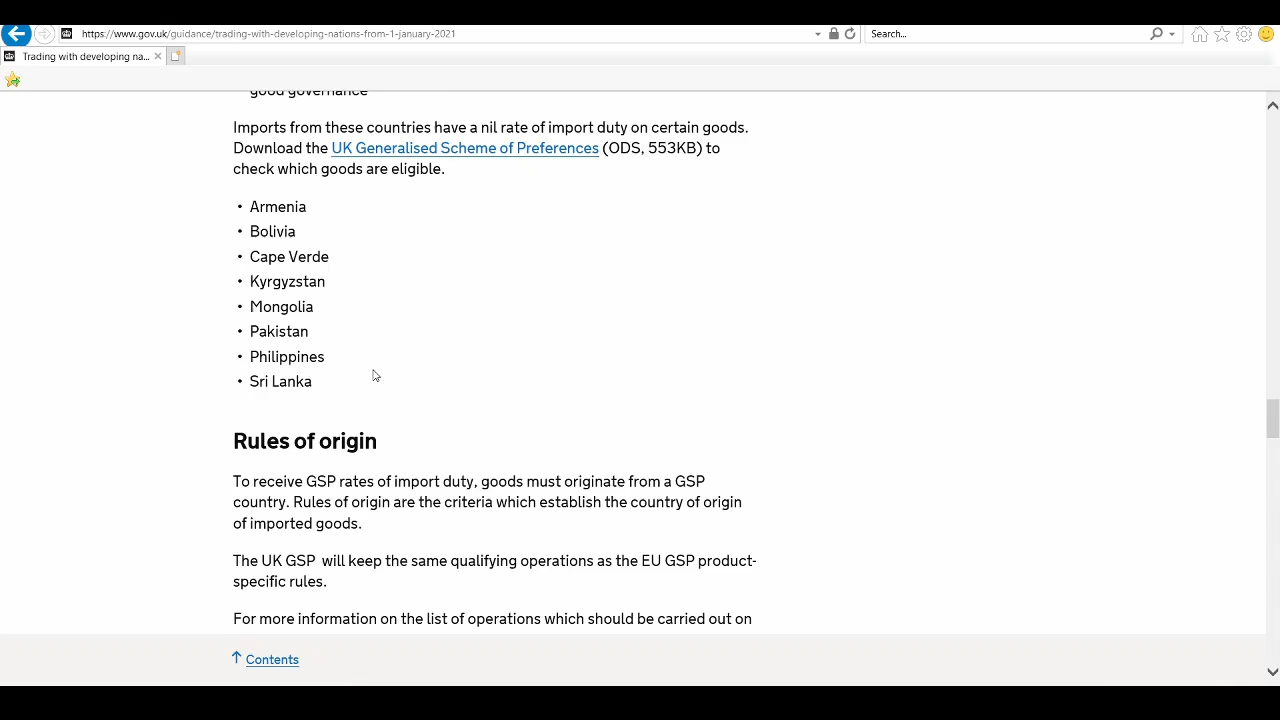 https://www.gov.uk/guidance/trading-with-developing-nations-from-1-january-2021
Search...
Trading with developing na...
good governance
Imports from these countries have a nil rate of import duty on certain goods.
Download the UK Generalised Scheme of Preferences (ODS, 553KB) to
check which goods are eligible.
• Armenia
• Bolivia
• Cape Verde
• Kyrgyzstan
• Mongolia
• Pakistan
• Philippines
• Sri Lanka
Rules of origin
To receive GSP rates of import duty, goods must originate from a GSP
country. Rules of origin are the criteria which establish the country of origin
of imported goods.
The UK GSP will keep the same qualifying operations as the EU GSP product-
specific rules.
For more information on the list of operations which should be carried out on
↑ Contents